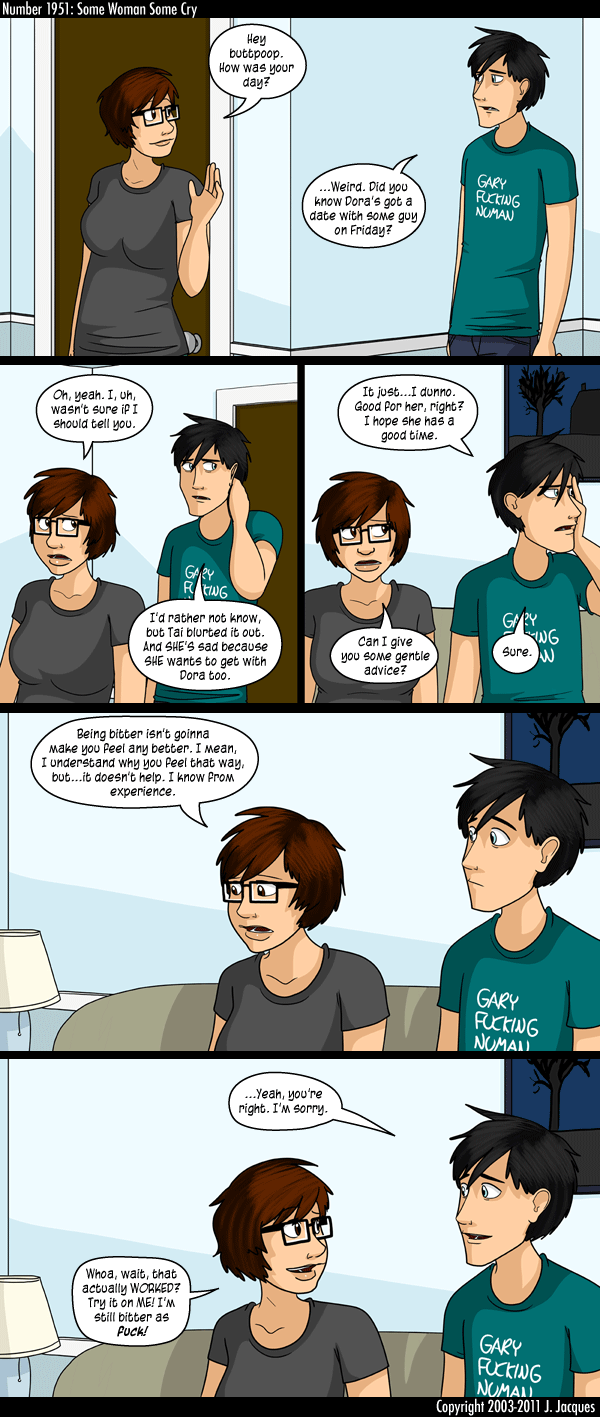 Number 1951: Some Woman Some Cry
Hey
buttpoop.
How was your
day?
...Weird. Did you
know Dora's got a
date with some guy
on Friday?
GARY
FUCKING
NUMAN
Oh, yeah. I, uh,
wasn't sure if I
should tell you.
GARY
FUCKING
I'd rather not know,
but Tai blurted it out.
And SHE'S sad because
SHE wants to get with
Dora too.
It just...I dunno.
Good for her, right?
I hope she has a
good time.
Can I give
you some gentle
advice?
Sure.
GARY
FUCKING
NUMAN
Being bitter isn't goinna
make you feel any better. I mean,
I understand why you feel that way,
but...it doesn't help. I know from
experience.
GARY
FUCKING
NUMAN
...Yeah, you're
right. I'm sorry.
Whoa, wait, that
actually WORKED?
Try it on ME! I'm
still bitter as
fuck!
GARY
FUCKING
NUMAN
Copyright 2003-2011 J. Jacques